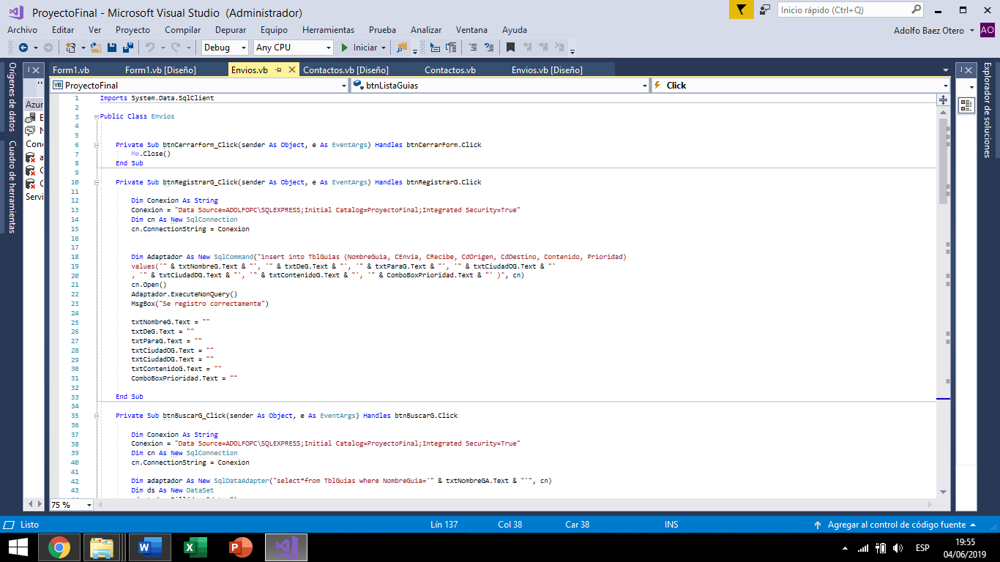 ProyectoFinal - Microsoft Visual Studio (Administrador)
Inicio rápido (Ctrl+Q)
Archivo Editar Ver Proyecto Compilar Depurar Equipo Herramientas Prueba Analizar Ventana Ayuda
Adolfo Baez Otero AO
Debug Any CPU Iniciar
Orígenes de datos
Cuadro de herramientas
Explorador de soluciones
Form1.vb Form1.vb [Diseño] Envios.vb Contactos.vb [Diseño] Contactos.vb Envios.vb [Diseño]
VB ProyectoFinal btnListaGuias Click
Azur
Servi
1 Imports System.Data.SqlClient
2
3 Public Class Envios
4
5
6 Private Sub btnCerrarForm_Click(sender As Object, e As EventArgs) Handles btnCerrarForm.Click
7 Me.Close()
8 End Sub
9
10 Private Sub btnRegistrarG_Click(sender As Object, e As EventArgs) Handles btnRegistrarG.Click
11
12 Dim Conexion As String
13 Conexion = "Data Source=ADOLFOPC\SQLEXPRESS;Initial Catalog=ProyectoFinal;Integrated Security=True"
14 Dim cn As New SqlConnection
15 cn.ConnectionString = Conexion
16
17
18 Dim Adaptador As New SqlCommand("insert into TblGuias (NombreGuia, CEnvia, CRecibe, CdOrigen, CdDestino, Contenido, Prioridad)
19 values('" & txtNombreG.Text & "', '" & txtDeG.Text & "', '" & txtParaG.Text & "', '" & txtCiudadOG.Text & "'
20 , '" & txtCiudadDG.Text & "', '" & txtContenidoG.Text & "', '" & ComboBoxPrioridad.Text & "' )", cn)
21 cn.Open()
22 Adaptador.ExecuteNonQuery()
23 MsgBox("Se registro correctamente")
24
25 txtNombreG.Text = ""
26 txtDeG.Text = ""
27 txtParaG.Text = ""
28 txtCiudadOG.Text = ""
29 txtCiudadDG.Text = ""
30 txtContenidoG.Text = ""
31 ComboBoxPrioridad.Text = ""
32
33 End Sub
34
35 Private Sub btnBuscarG_Click(sender As Object, e As EventArgs) Handles btnBuscarG.Click
36
37 Dim Conexion As String
38 Conexion = "Data Source=ADOLFOPC\SQLEXPRESS;Initial Catalog=ProyectoFinal;Integrated Security=True"
39 Dim cn As New SqlConnection
40 cn.ConnectionString = Conexion
41
42 Dim adaptador As New SqlDataAdapter("select*from TblGuias where NombreGuia='" & txtNombreGA.Text & "'", cn)
43 Dim ds As New DataSet
75 %
Listo Lín 137 Col 38 Car 38 INS Agregar al control de código fuente
ESP
19:55
04/06/2019